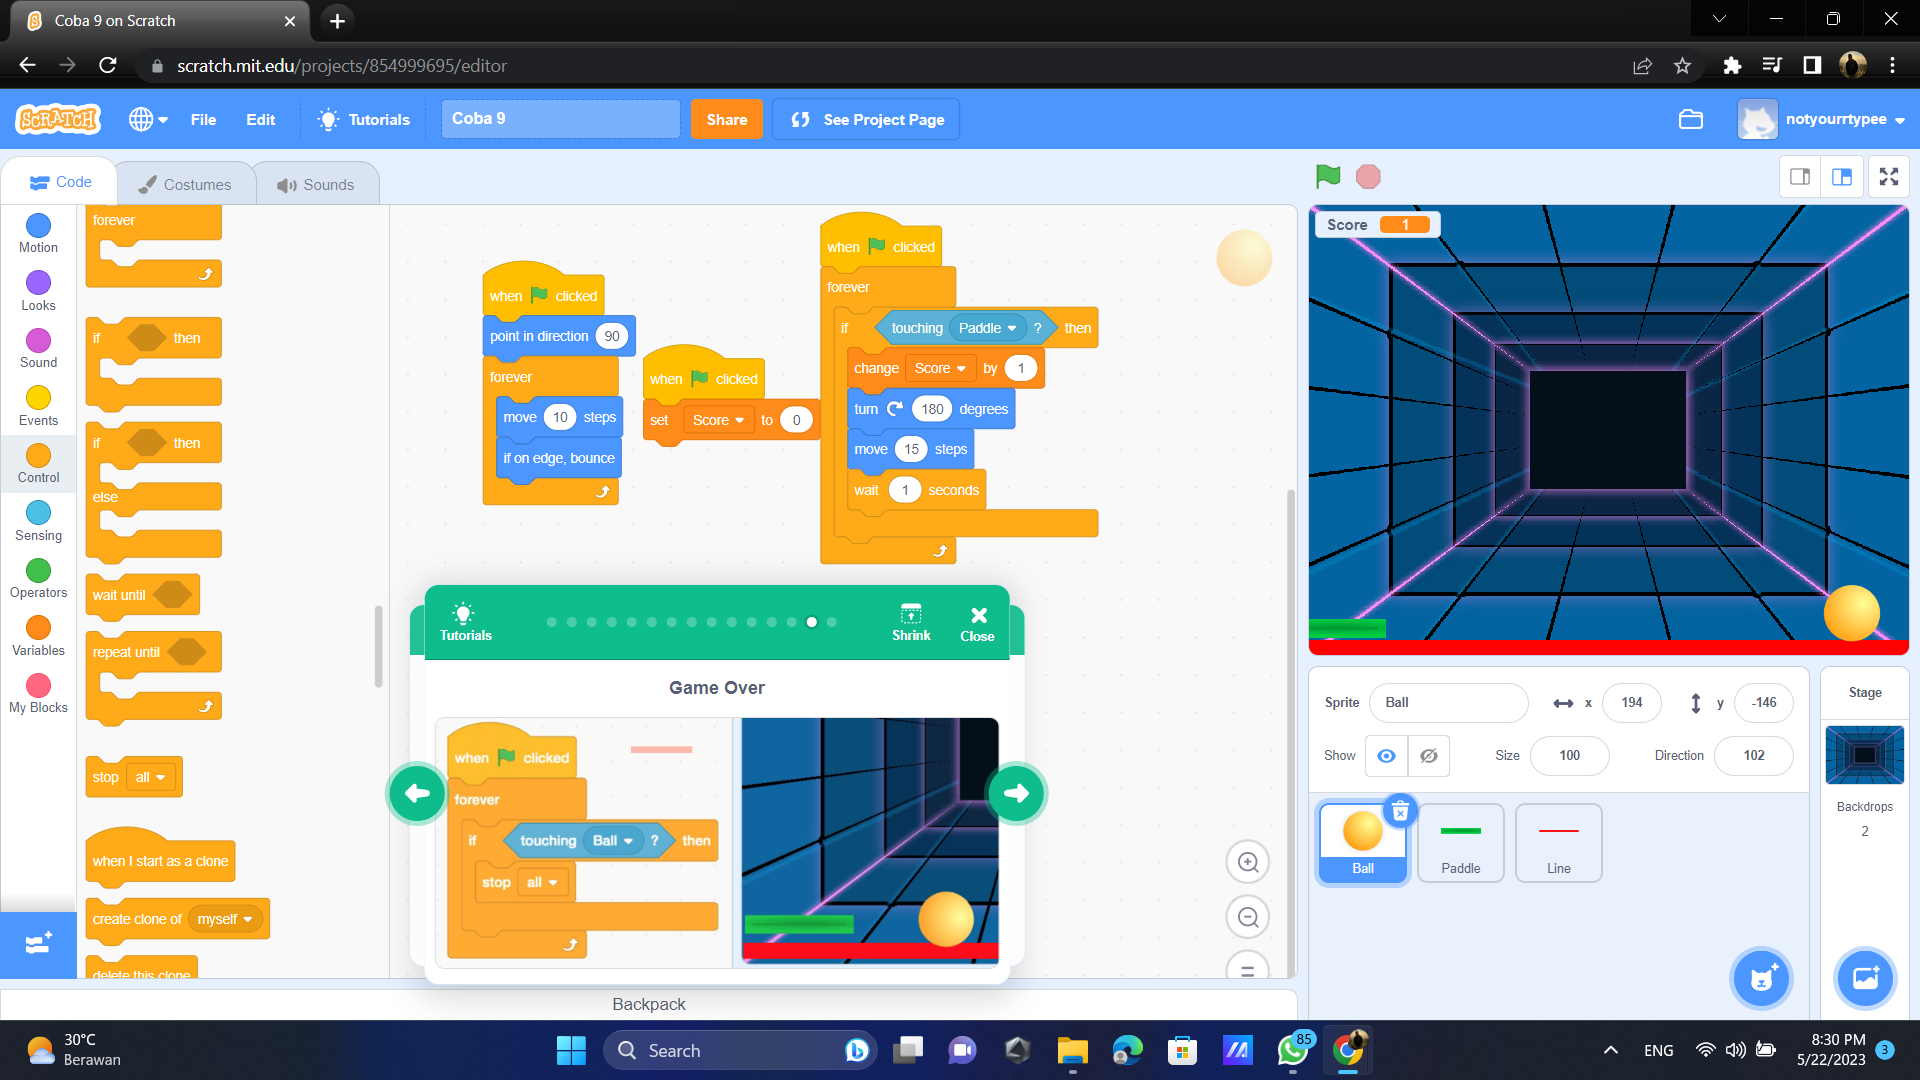 Coba 9 on Scratch
scratch.mit.edu/projects/854999695/editor
SCRATCH
File
Edit
Tutorials
Coba 9
Share
See Project Page
notyourrtypee
Code
Costumes
Sounds
Motion
Looks
Sound
Events
Control
Sensing
Operators
Variables
My Blocks
forever
if then
if then
else
wait until
repeat until
stop all
when I start as a clone
create clone of myself
delete this clone
when clicked
point in direction 90
forever
move 10 steps
if on edge, bounce
when clicked
set Score to 0
when clicked
forever
if touching Paddle ? then
change Score by 1
turn 180 degrees
move 15 steps
wait 1 seconds
Tutorials
Shrink
Close
Game Over
when clicked
forever
if touching Ball ? then
stop all
Backpack
Score 1
Sprite Ball x 194 y -146
Show Size 100 Direction 102
Ball
Paddle
Line
Stage
Backdrops
2
30°C
Berawan
Search
85
ENG
8:30 PM
5/22/2023
3